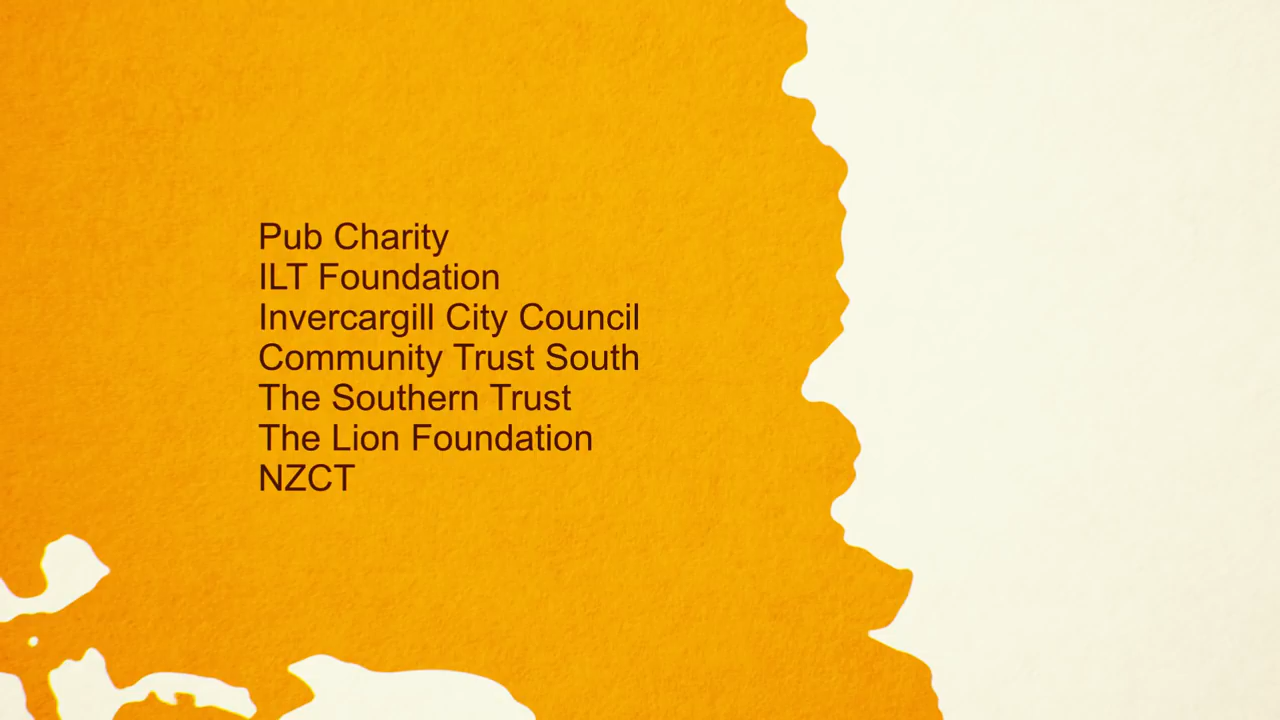 Pub Charity
ILT Foundation
Invercargill City Council
Community Trust South
The Southern Trust
The Lion Foundation
NZCT